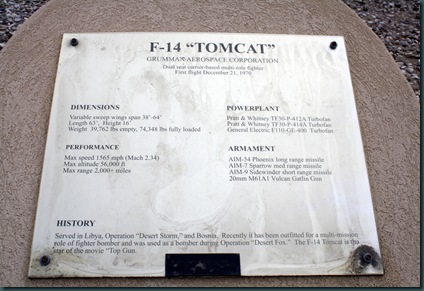 F-14 "TOMCAT"
GRUMMAN AEROSPACE CORPORATION
Dual seat carrier-based multi-role fighter
First flight December 21, 1970
DIMENSIONS
Variable sweep wings span 38'-64'
Length 63', Height 16'
Weight 39,762 lbs empty, 74,348 lbs fully loaded
PERFORMANCE
Max speed 1565 mph (Mach 2.34)
Max altitude 56,000 ft
Max range 2,000+ miles
POWERPLANT
Pratt & Whitney TF30-P-412A Turbofan
Pratt & Whitney TF30-P-414A Turbofan
General Electric F110-GE-400 Turbofan
ARMAMENT
AIM-54 Phoenix long range missile
AIM-7 Sparrow med range missile
AIM-9 Sidewinder short range missile
20mm M61A1 Vulcan Gatlin Gun
HISTORY
Served in Libya, Operation "Desert Storm," and Bosnia. Recently it has been outfitted for a multi-mission
role of fighter bomber and was used as a bomber during Operation "Desert Fox." The F-14 Tomcat is the
star of the movie "Top Gun.